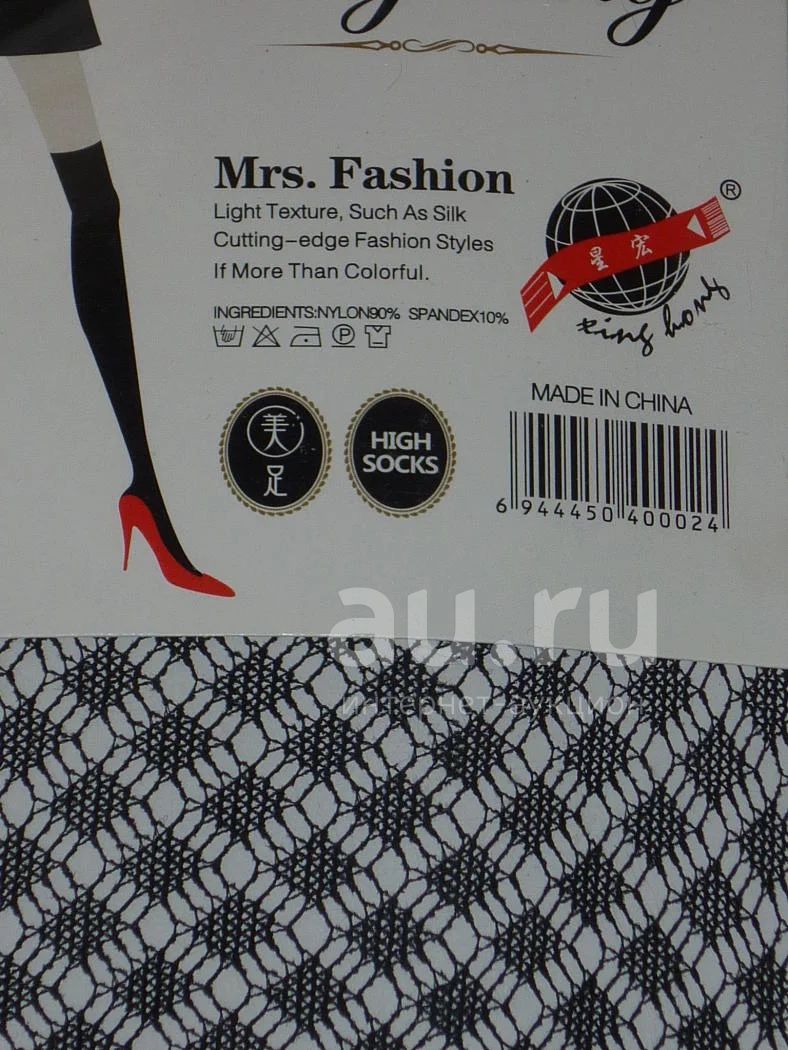 Mrs. Fashion
Light Texture, Such As Silk
Cutting-edge Fashion Styles
If More Than Colorful.
INGREDIENTS:NYLON90% SPANDEX10%
P
®
星宏
xing hong
美
足
HIGH
SOCKS
MADE IN CHINA
6 944450 400024
au.ru
интернет-аукцион